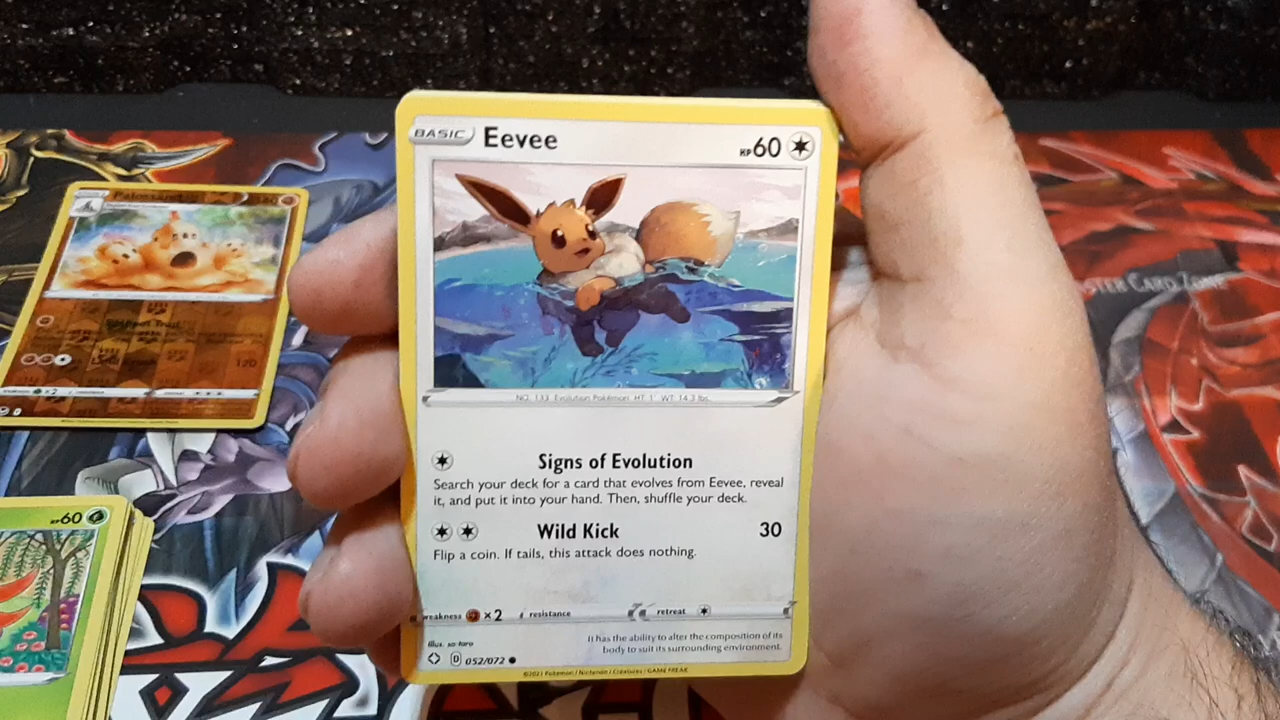 BASIC Eevee HP 60
NO. 133 Evolution Pokémon HT: 1' WT: 14.3 lbs.
Signs of Evolution
Search your deck for a card that evolves from Eevee, reveal
it, and put it into your hand. Then, shuffle your deck.
Wild Kick 30
Flip a coin. If tails, this attack does nothing.
weakness ×2 resistance retreat
Illus. so-taro
It has the ability to alter the composition of its
body to suit its surrounding environment.
D 052/072
©2021 Pokémon / Nintendo / Creatures / GAME FREAK
Palossand
120
HP 60
CARD ZONE